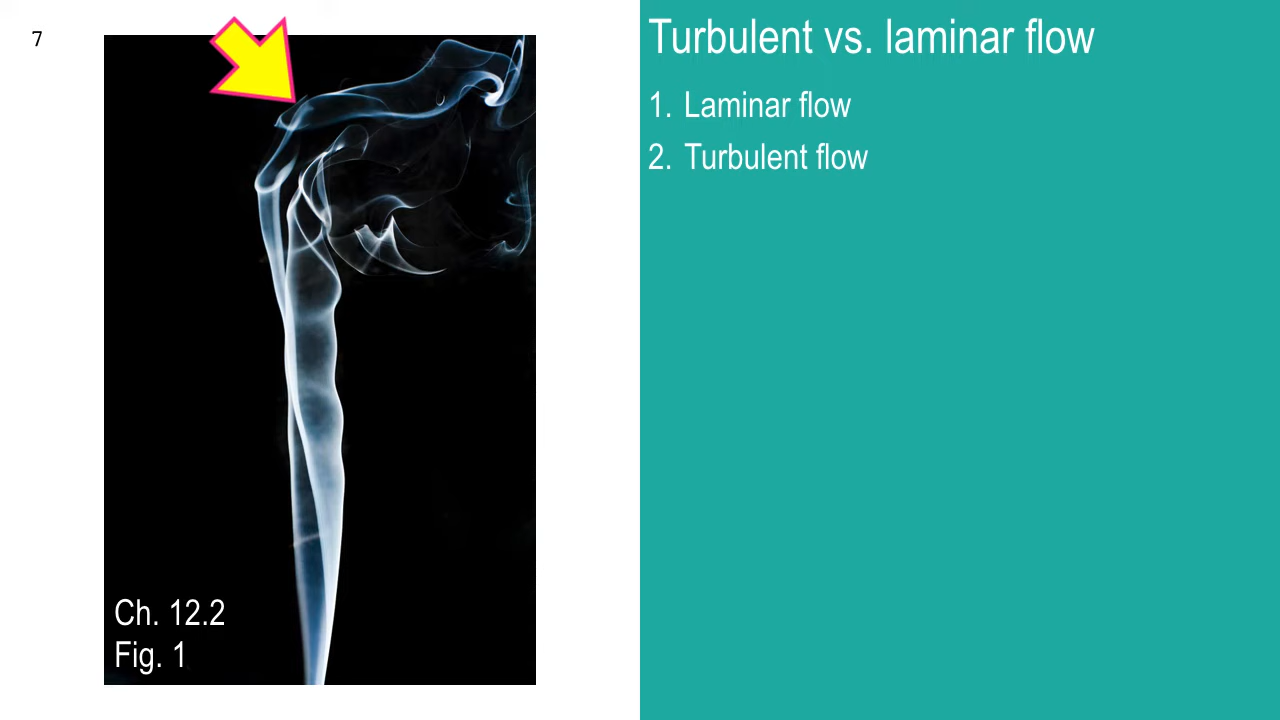 7
Turbulent vs. laminar flow
1. Laminar flow
2. Turbulent flow
Ch. 12.2
Fig. 1